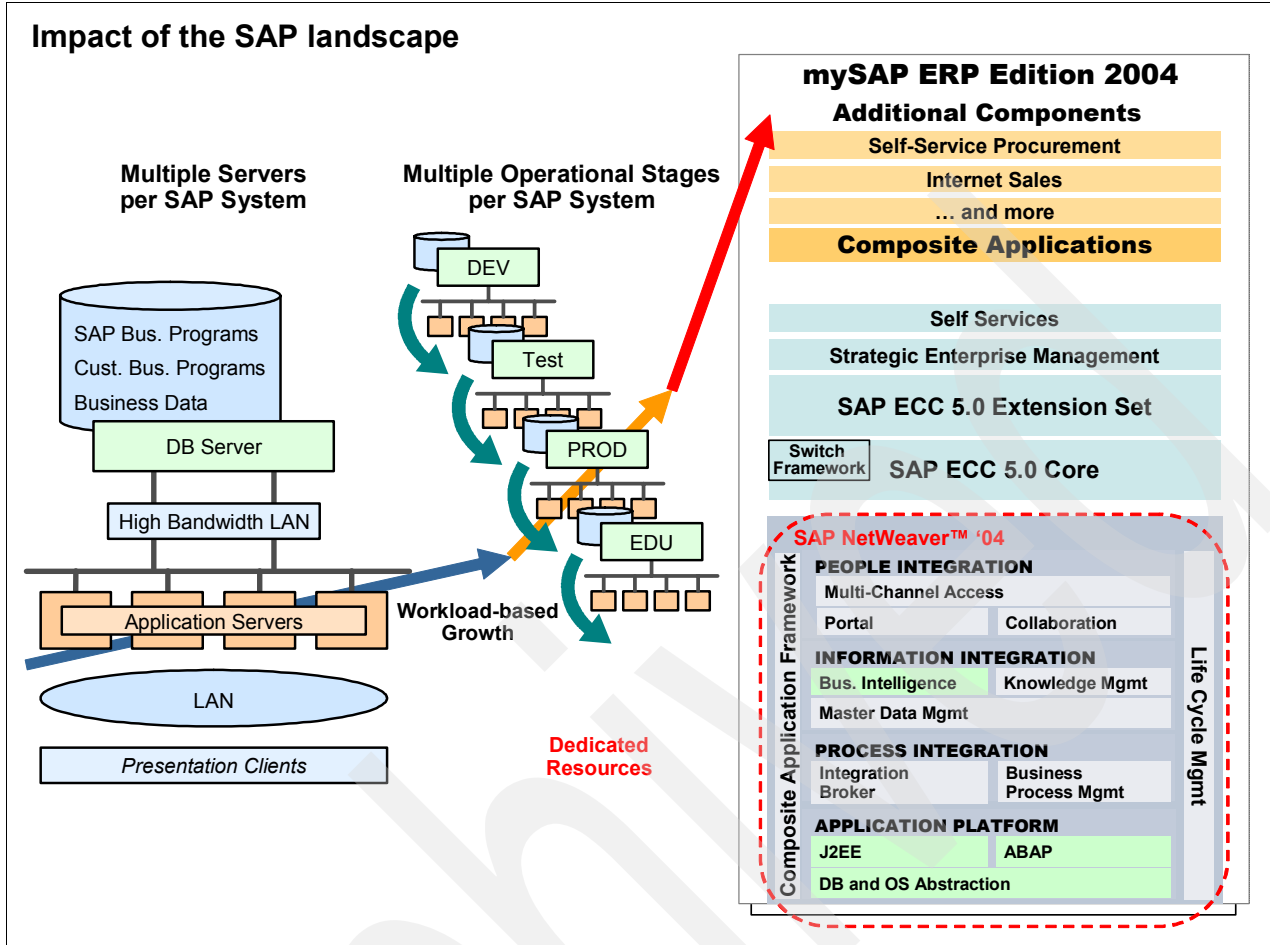 Impact of the SAP landscape
Multiple Servers
per SAP System
SAP Bus. Programs
Cust. Bus. Programs
Business Data
DB Server
High Bandwidth LAN
Application Servers
LAN
Presentation Clients
Multiple Operational Stages
per SAP System
DEV
Test
PROD
EDU
Workload-based
Growth
Dedicated
Resources
mySAP ERP Edition 2004
Additional Components
Self-Service Procurement
Internet Sales
… and more
Composite Applications
Self Services
Strategic Enterprise Management
SAP ECC 5.0 Extension Set
Switch
Framework
SAP ECC 5.0 Core
SAP NetWeaver™ ‘04
Composite Application Framework
PEOPLE INTEGRATION
Multi-Channel Access
Portal
Collaboration
INFORMATION INTEGRATION
Bus. Intelligence
Knowledge Mgmt
Master Data Mgmt
PROCESS INTEGRATION
Integration
Broker
Business
Process Mgmt
APPLICATION PLATFORM
J2EE
ABAP
DB and OS Abstraction
Life Cycle Mgmt